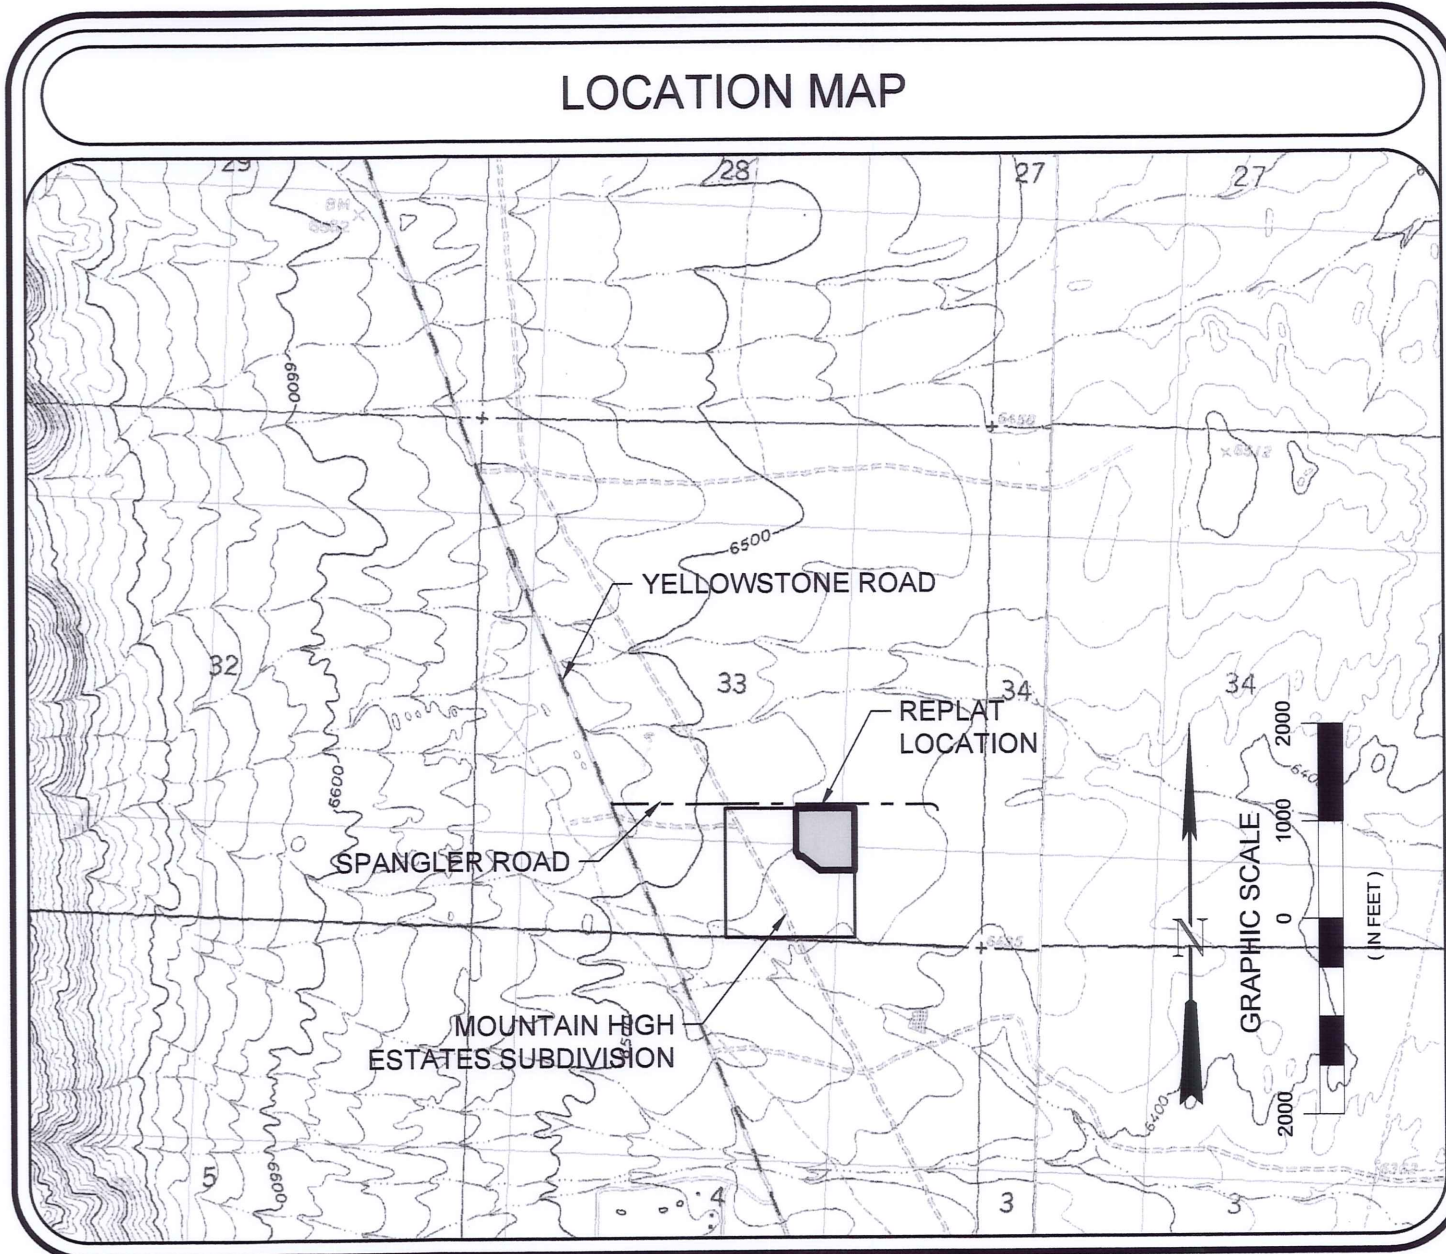 LOCATION MAP
29
28
27
27
BM
6600
6500
YELLOWSTONE ROAD
32
33
34
34
REPLAT
LOCATION
6600
SPANGLER ROAD
2000
1000
0
2000
GRAPHIC SCALE
( IN FEET )
N
MOUNTAIN HIGH
ESTATES SUBDIVISION
6400
6600
5
4
3
3